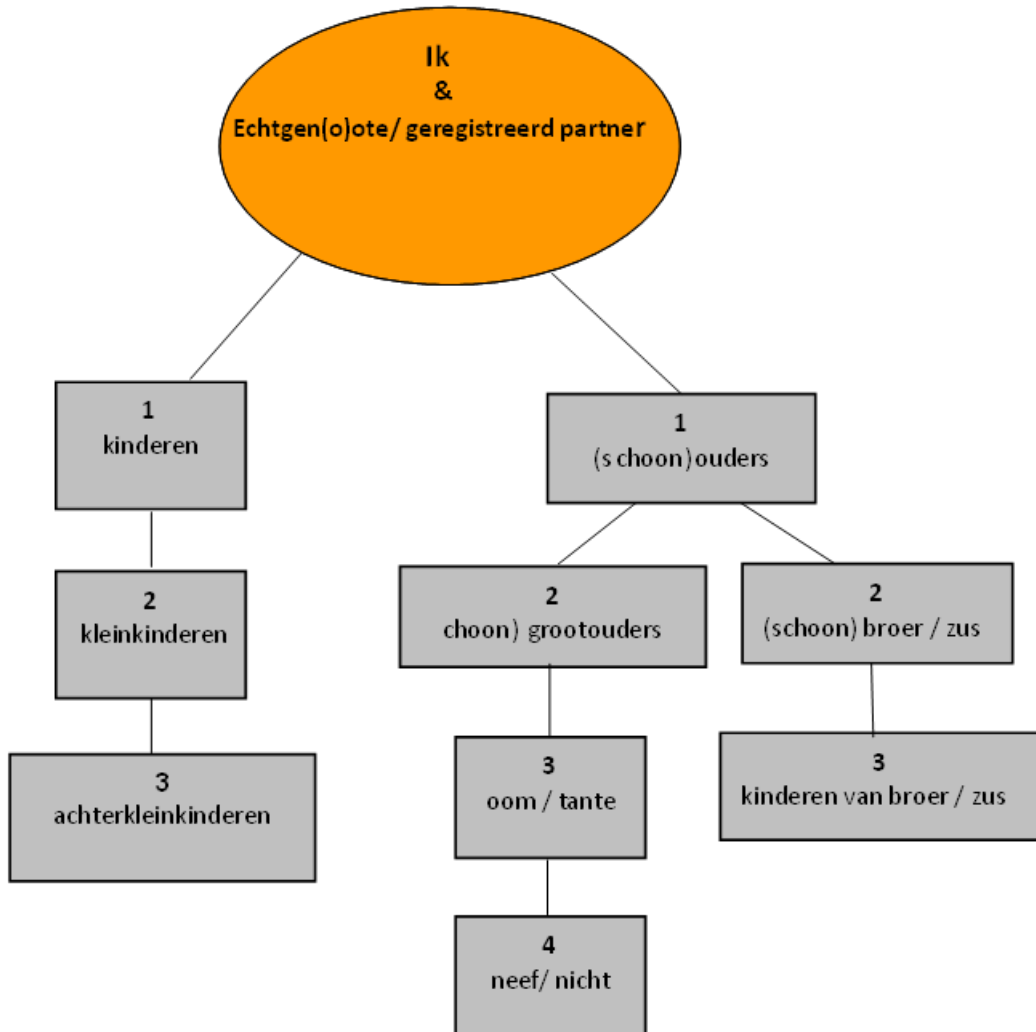 Ik
&
Echtgen(o)ote/ geregistreerd partner
1
kinderen
1
(schoon)ouders
2
kleinkinderen
2
choon) grootouders
2
(schoon) broer / zus
3
achterkleinkinderen
3
oom / tante
3
kinderen van broer / zus
4
neef/ nicht